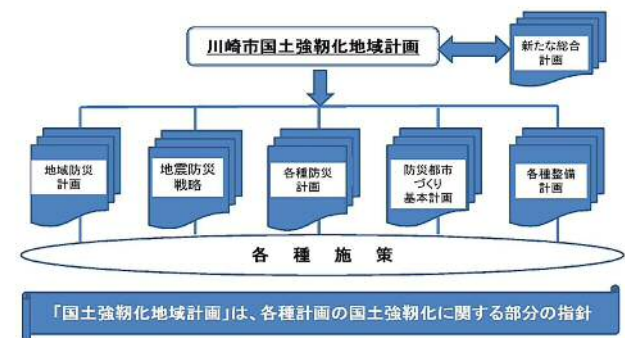 川崎市国土強靱化地域計画
新たな総合
計画
地域防災
計画
地震防災
戦略
各種防災
計画
防災都市
づくり
基本計画
各種整備
計画
各種施策
「国土強靱化地域計画」は、各種計画の国土強靱化に関する部分の指針